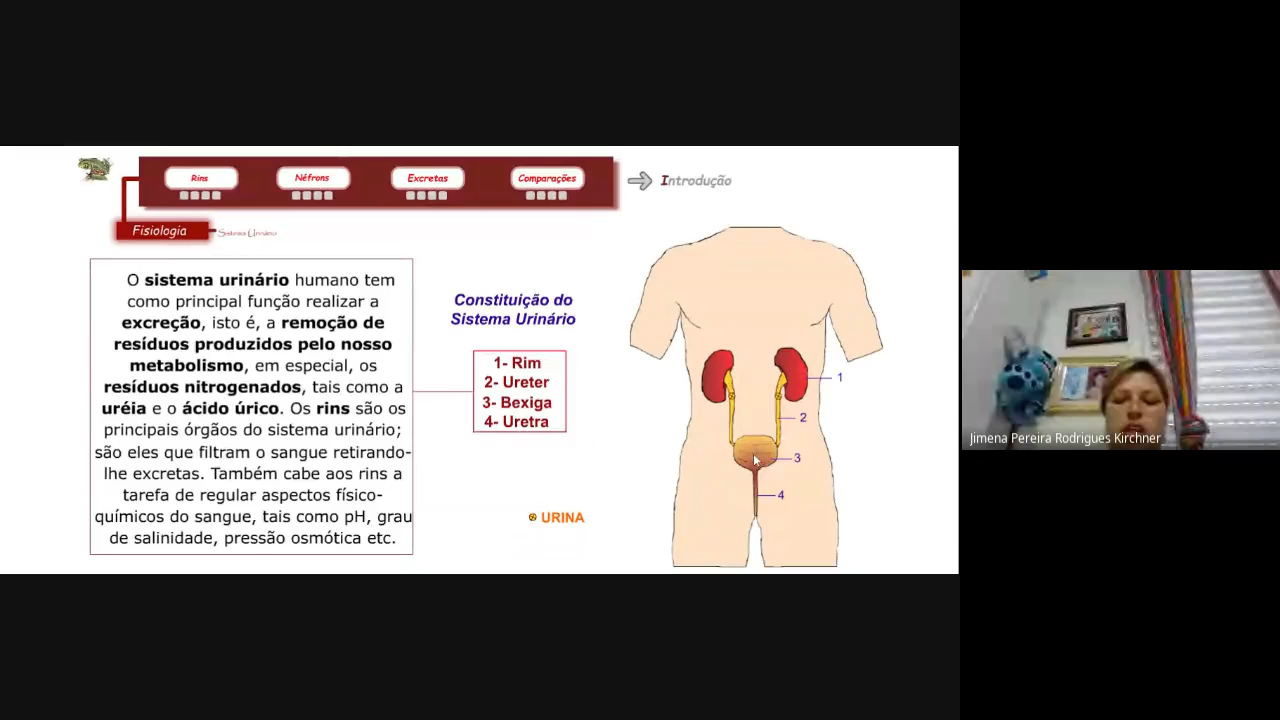 Rins
Néfrons
Excretas
Comparações
Introdução
Fisiologia
Sistema Urinário
O sistema urinário humano tem
como principal função realizar a
excreção, isto é, a remoção de
resíduos produzidos pelo nosso
metabolismo, em especial, os
resíduos nitrogenados, tais como a
uréia e o ácido úrico. Os rins são os
principais órgãos do sistema urinário;
são eles que filtram o sangue retirando-
lhe excretas. Também cabe aos rins a
tarefa de regular aspectos físico-
químicos do sangue, tais como pH, grau
de salinidade, pressão osmótica etc.
Constituição do
Sistema Urinário
1- Rim
2- Ureter
3- Bexiga
4- Uretra
URINA
1
2
3
4
Jimena Pereira Rodrigues Kirchner